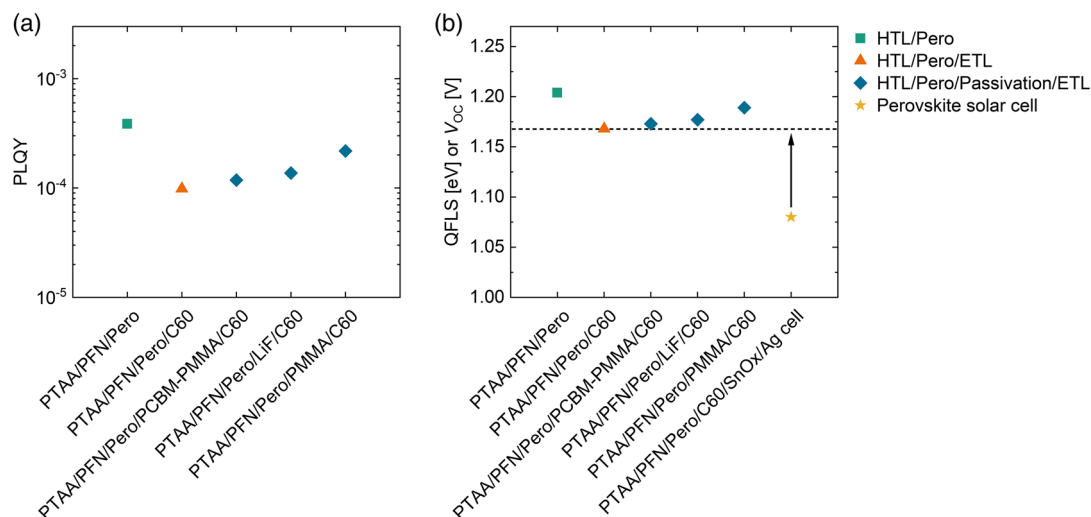 (a)
PLQY
10⁻³
10⁻⁴
10⁻⁵
PTAA/PFN/Pero
PTAA/PFN/Pero/C60
PTAA/PFN/Pero/PCBM-PMMA/C60
PTAA/PFN/Pero/LiF/C60
PTAA/PFN/Pero/PMMA/C60
(b)
QFLS [eV] or V_OC [V]
1.25
1.20
1.15
1.10
1.05
1.00
PTAA/PFN/Pero
PTAA/PFN/Pero/C60
PTAA/PFN/Pero/PCBM-PMMA/C60
PTAA/PFN/Pero/LiF/C60
PTAA/PFN/Pero/PMMA/C60
PTAA/PFN/Pero/C60/SnOx/Ag cell
HTL/Pero
HTL/Pero/ETL
HTL/Pero/Passivation/ETL
Perovskite solar cell